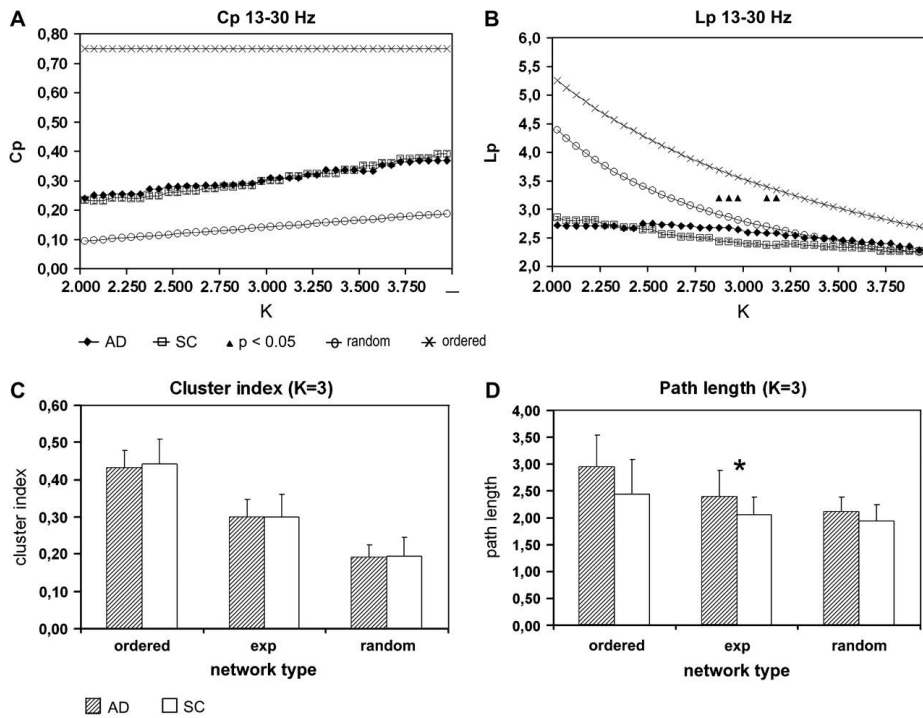 A
Cp 13-30 Hz
0,80
0,70
0,60
0,50
0,40
0,30
0,20
0,10
0,00
Cp
2.000 2.250 2.500 2.750 3.000 3.250 3.500 3.750
K
B
Lp 13-30 Hz
6,0
5,5
5,0
4,5
4,0
3,5
3,0
2,5
2,0
Lp
2.000 2.250 2.500 2.750 3.000 3.250 3.500 3.750
K
AD SC p < 0.05 random ordered
C
Cluster index (K=3)
0,60
0,50
0,40
0,30
0,20
0,10
0,00
cluster index
ordered exp random
network type
D
Path length (K=3)
4,00
3,50
3,00
2,50
2,00
1,50
1,00
0,50
0,00
path length
*
ordered exp random
network type
AD SC